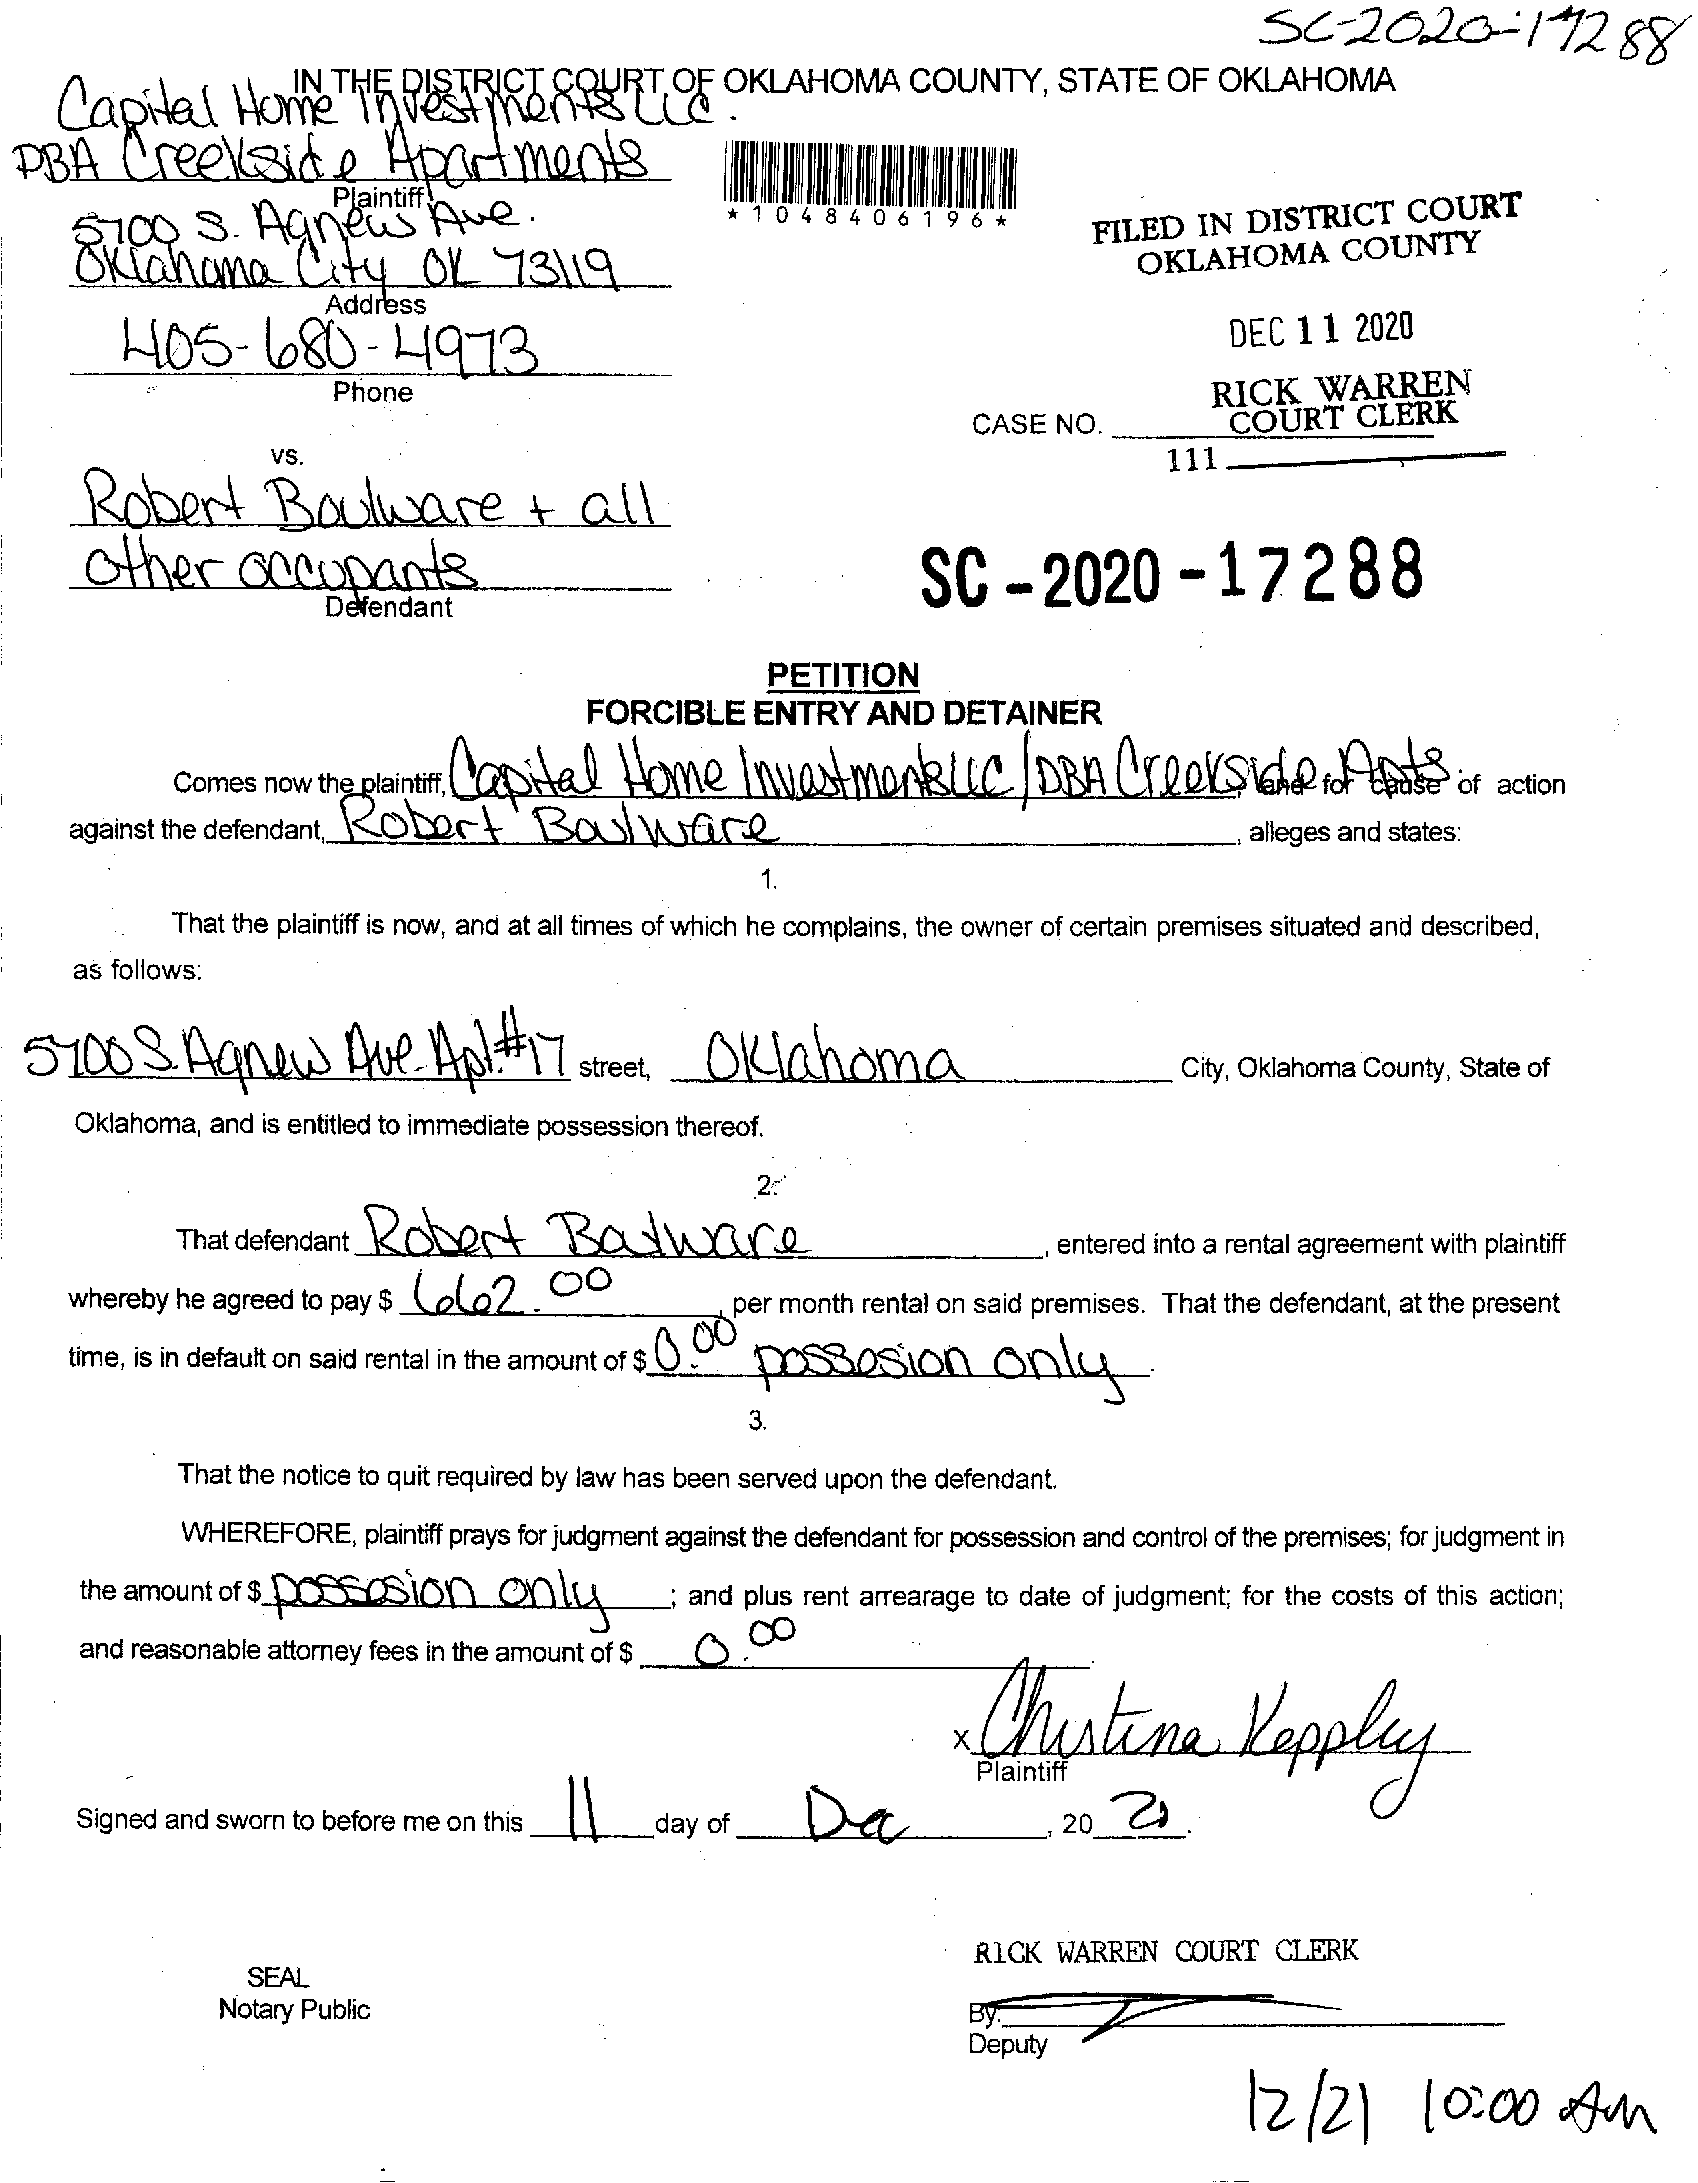 SC-2020-17288
IN THE DISTRICT COURT OF OKLAHOMA COUNTY, STATE OF OKLAHOMA
Capital Home Investments LLC.
DBA Creekside Apartments
Plaintiff
*1048406196*
5700 S. Agnew Ave.
Oklahoma City OK 73119
Address
FILED IN DISTRICT COURT
OKLAHOMA COUNTY
405-680-4973
Phone
DEC 11 2020
RICK WARREN
COURT CLERK
CASE NO.
111
vs.
Robert Boulware + all
other occupants
Defendant
SC-2020-17288
PETITION
FORCIBLE ENTRY AND DETAINER
Comes now the plaintiff, Capital Home Investments LLC/DBA Creekside Apts. , and for cause of action
against the defendant, Robert Boulware , alleges and states:
1.
That the plaintiff is now, and at all times of which he complains, the owner of certain premises situated and described,
as follows:
5700 S. Agnew Ave. Apt. #17 street, Oklahoma City, Oklahoma County, State of
Oklahoma, and is entitled to immediate possession thereof.
2.
That defendant Robert Boulware , entered into a rental agreement with plaintiff
whereby he agreed to pay $ 662.00 , per month rental on said premises. That the defendant, at the present
time, is in default on said rental in the amount of $ 0.00 possesion only .
3.
That the notice to quit required by law has been served upon the defendant.
WHEREFORE, plaintiff prays for judgment against the defendant for possession and control of the premises; for judgment in
the amount of $ possesion only ; and plus rent arrearage to date of judgment; for the costs of this action;
and reasonable attorney fees in the amount of $ 0.00
x Christina Keppley
Plaintiff
Signed and sworn to before me on this 11 day of Dec , 20 20 .
RICK WARREN COURT CLERK
SEAL
Notary Public
By:
Deputy
12/21 10:00 AM